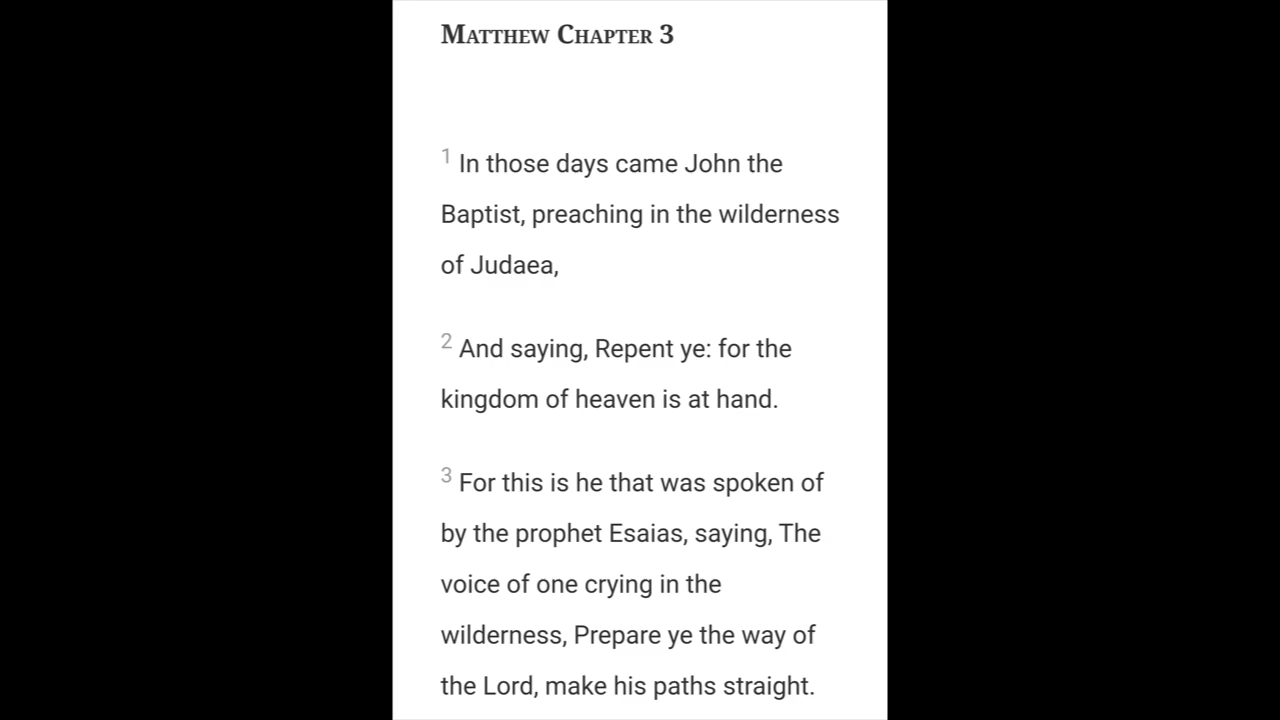 Matthew Chapter 3
1 In those days came John the
Baptist, preaching in the wilderness
of Judaea,
2 And saying, Repent ye: for the
kingdom of heaven is at hand.
3 For this is he that was spoken of
by the prophet Esaias, saying, The
voice of one crying in the
wilderness, Prepare ye the way of
the Lord, make his paths straight.